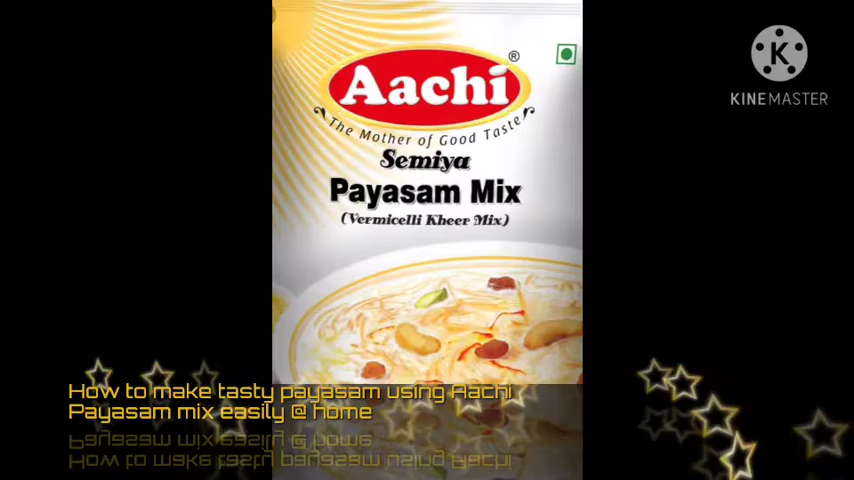 Aachi®
The Mother of Good Taste
Semiya
Payasam Mix
(Vermicelli Kheer Mix)
K
KINEMASTER
How to make tasty payasam using Aachi
Payasam mix easily @ home